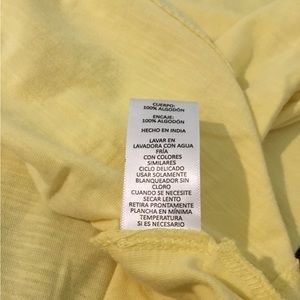 CUERPO:
100% ALGODÓN
ENCAJE:
100% ALGODÓN
HECHO EN INDIA
LAVAR EN
LAVADORA CON AGUA
FRÍA
CON COLORES
SIMILARES
CICLO DELICADO
USAR SOLAMENTE
BLANQUEADOR SIN
CLORO
CUANDO SE NECESITE
SECAR LENTO
RETIRA PRONTAMENTE
PLANCHA EN MÍNIMA
TEMPERATURA
SI ES NECESARIO